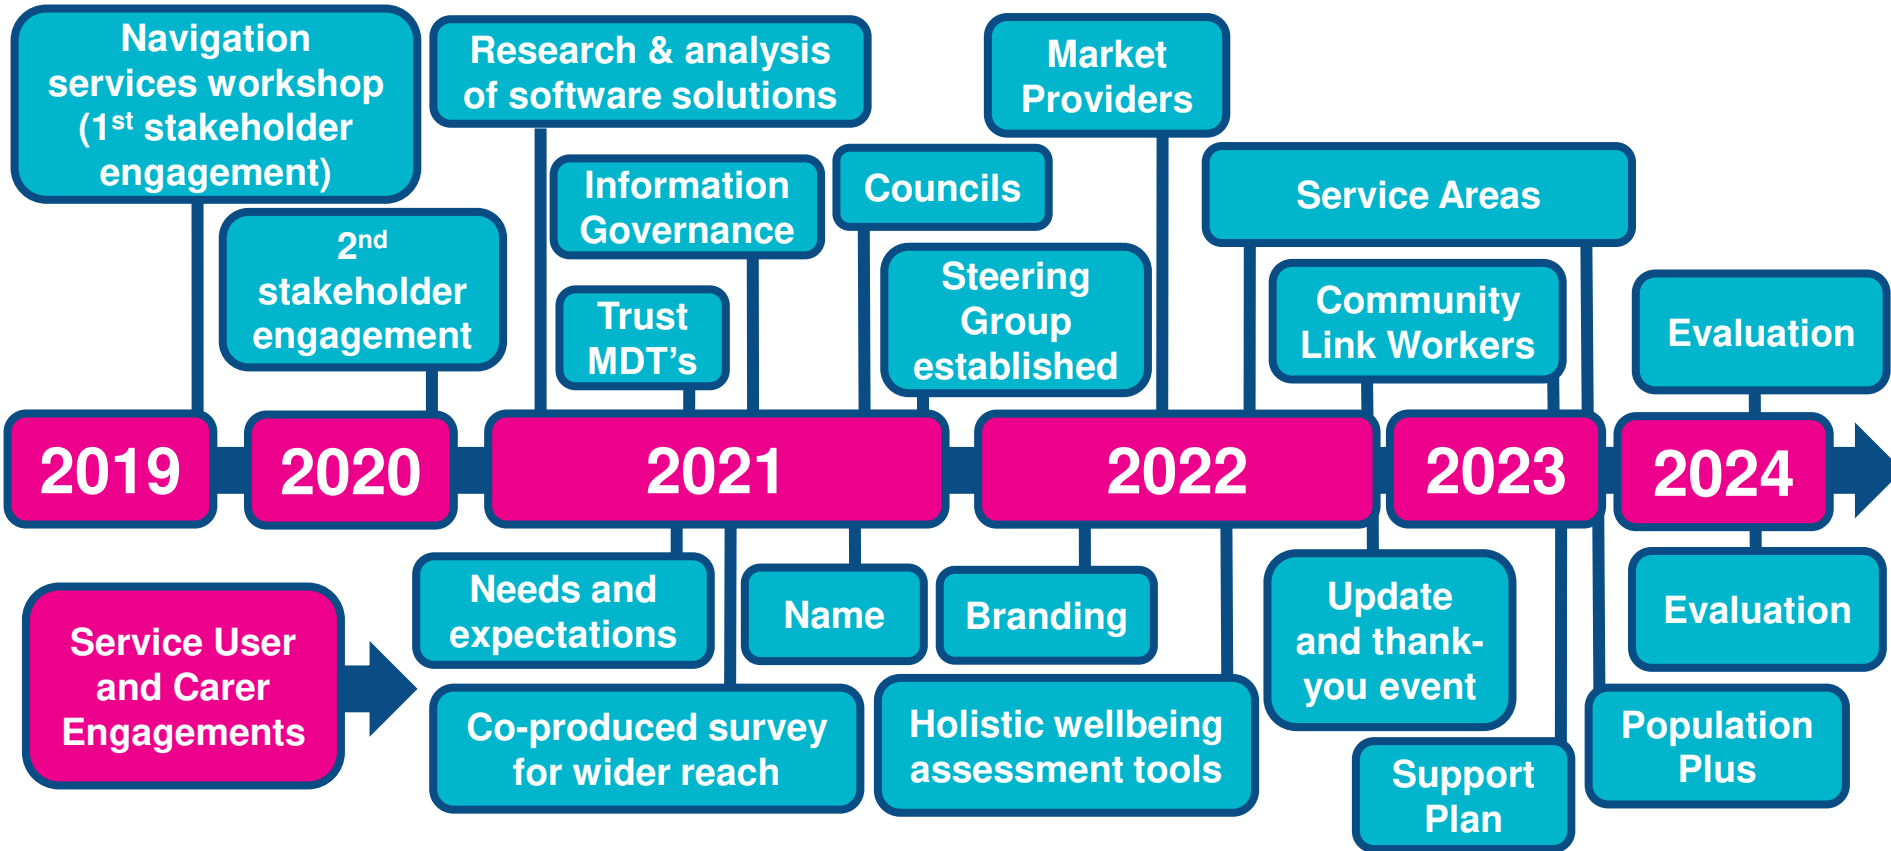 Navigation
services workshop
(1st stakeholder
engagement)
2nd
stakeholder
engagement
Research & analysis
of software solutions
Information
Governance
Trust
MDT’s
Councils
Steering
Group
established
Market
Providers
Service Areas
Community
Link Workers
Evaluation
2019
2020
2021
2022
2023
2024
Service User
and Carer
Engagements
Needs and
expectations
Co-produced survey
for wider reach
Name
Branding
Holistic wellbeing
assessment tools
Update
and thank-
you event
Support
Plan
Population
Plus
Evaluation